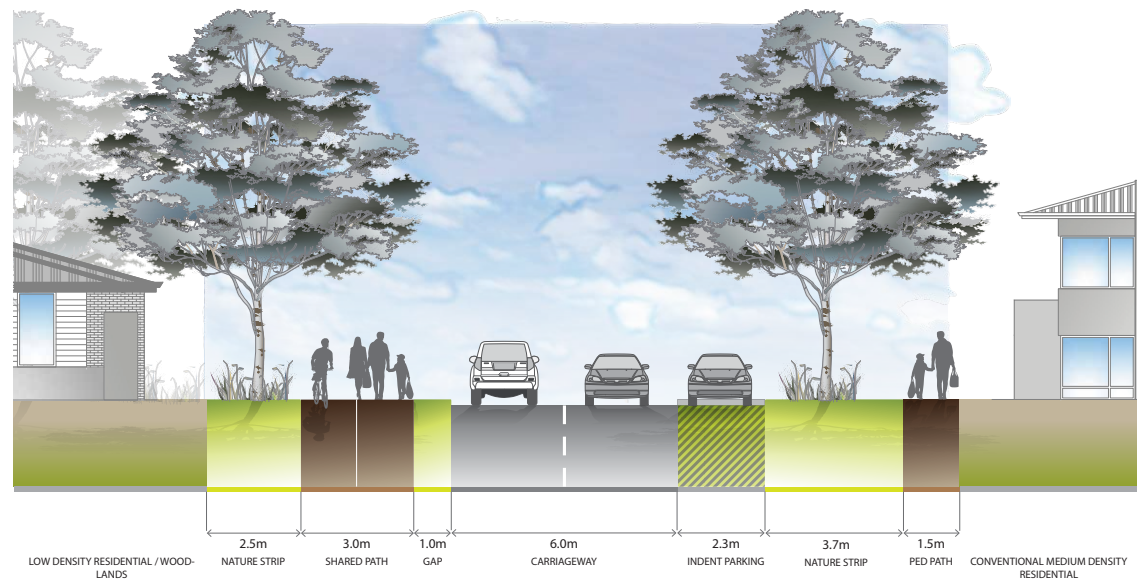 2.5m
3.0m
1.0m
6.0m
2.3m
3.7m
1.5m
LOW DENSITY RESIDENTIAL / WOOD-
LANDS
NATURE STRIP
SHARED PATH
GAP
CARRIAGEWAY
INDENT PARKING
NATURE STRIP
PED PATH
CONVENTIONAL MEDIUM DENSITY
RESIDENTIAL